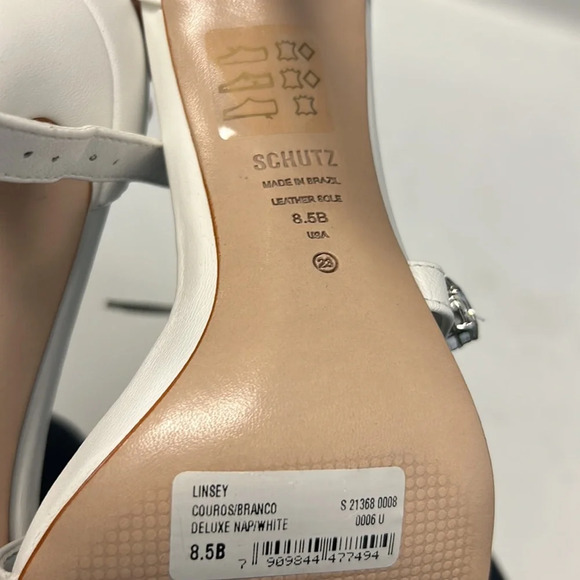 SCHUTZ
MADE IN BRAZIL
LEATHER SOLE
8.5B
USA
23
LINSEY
COUROS/BRANCO
DELUXE NAP/WHITE
S 21368 0008
0006 U
8.5B
7 909844 477494